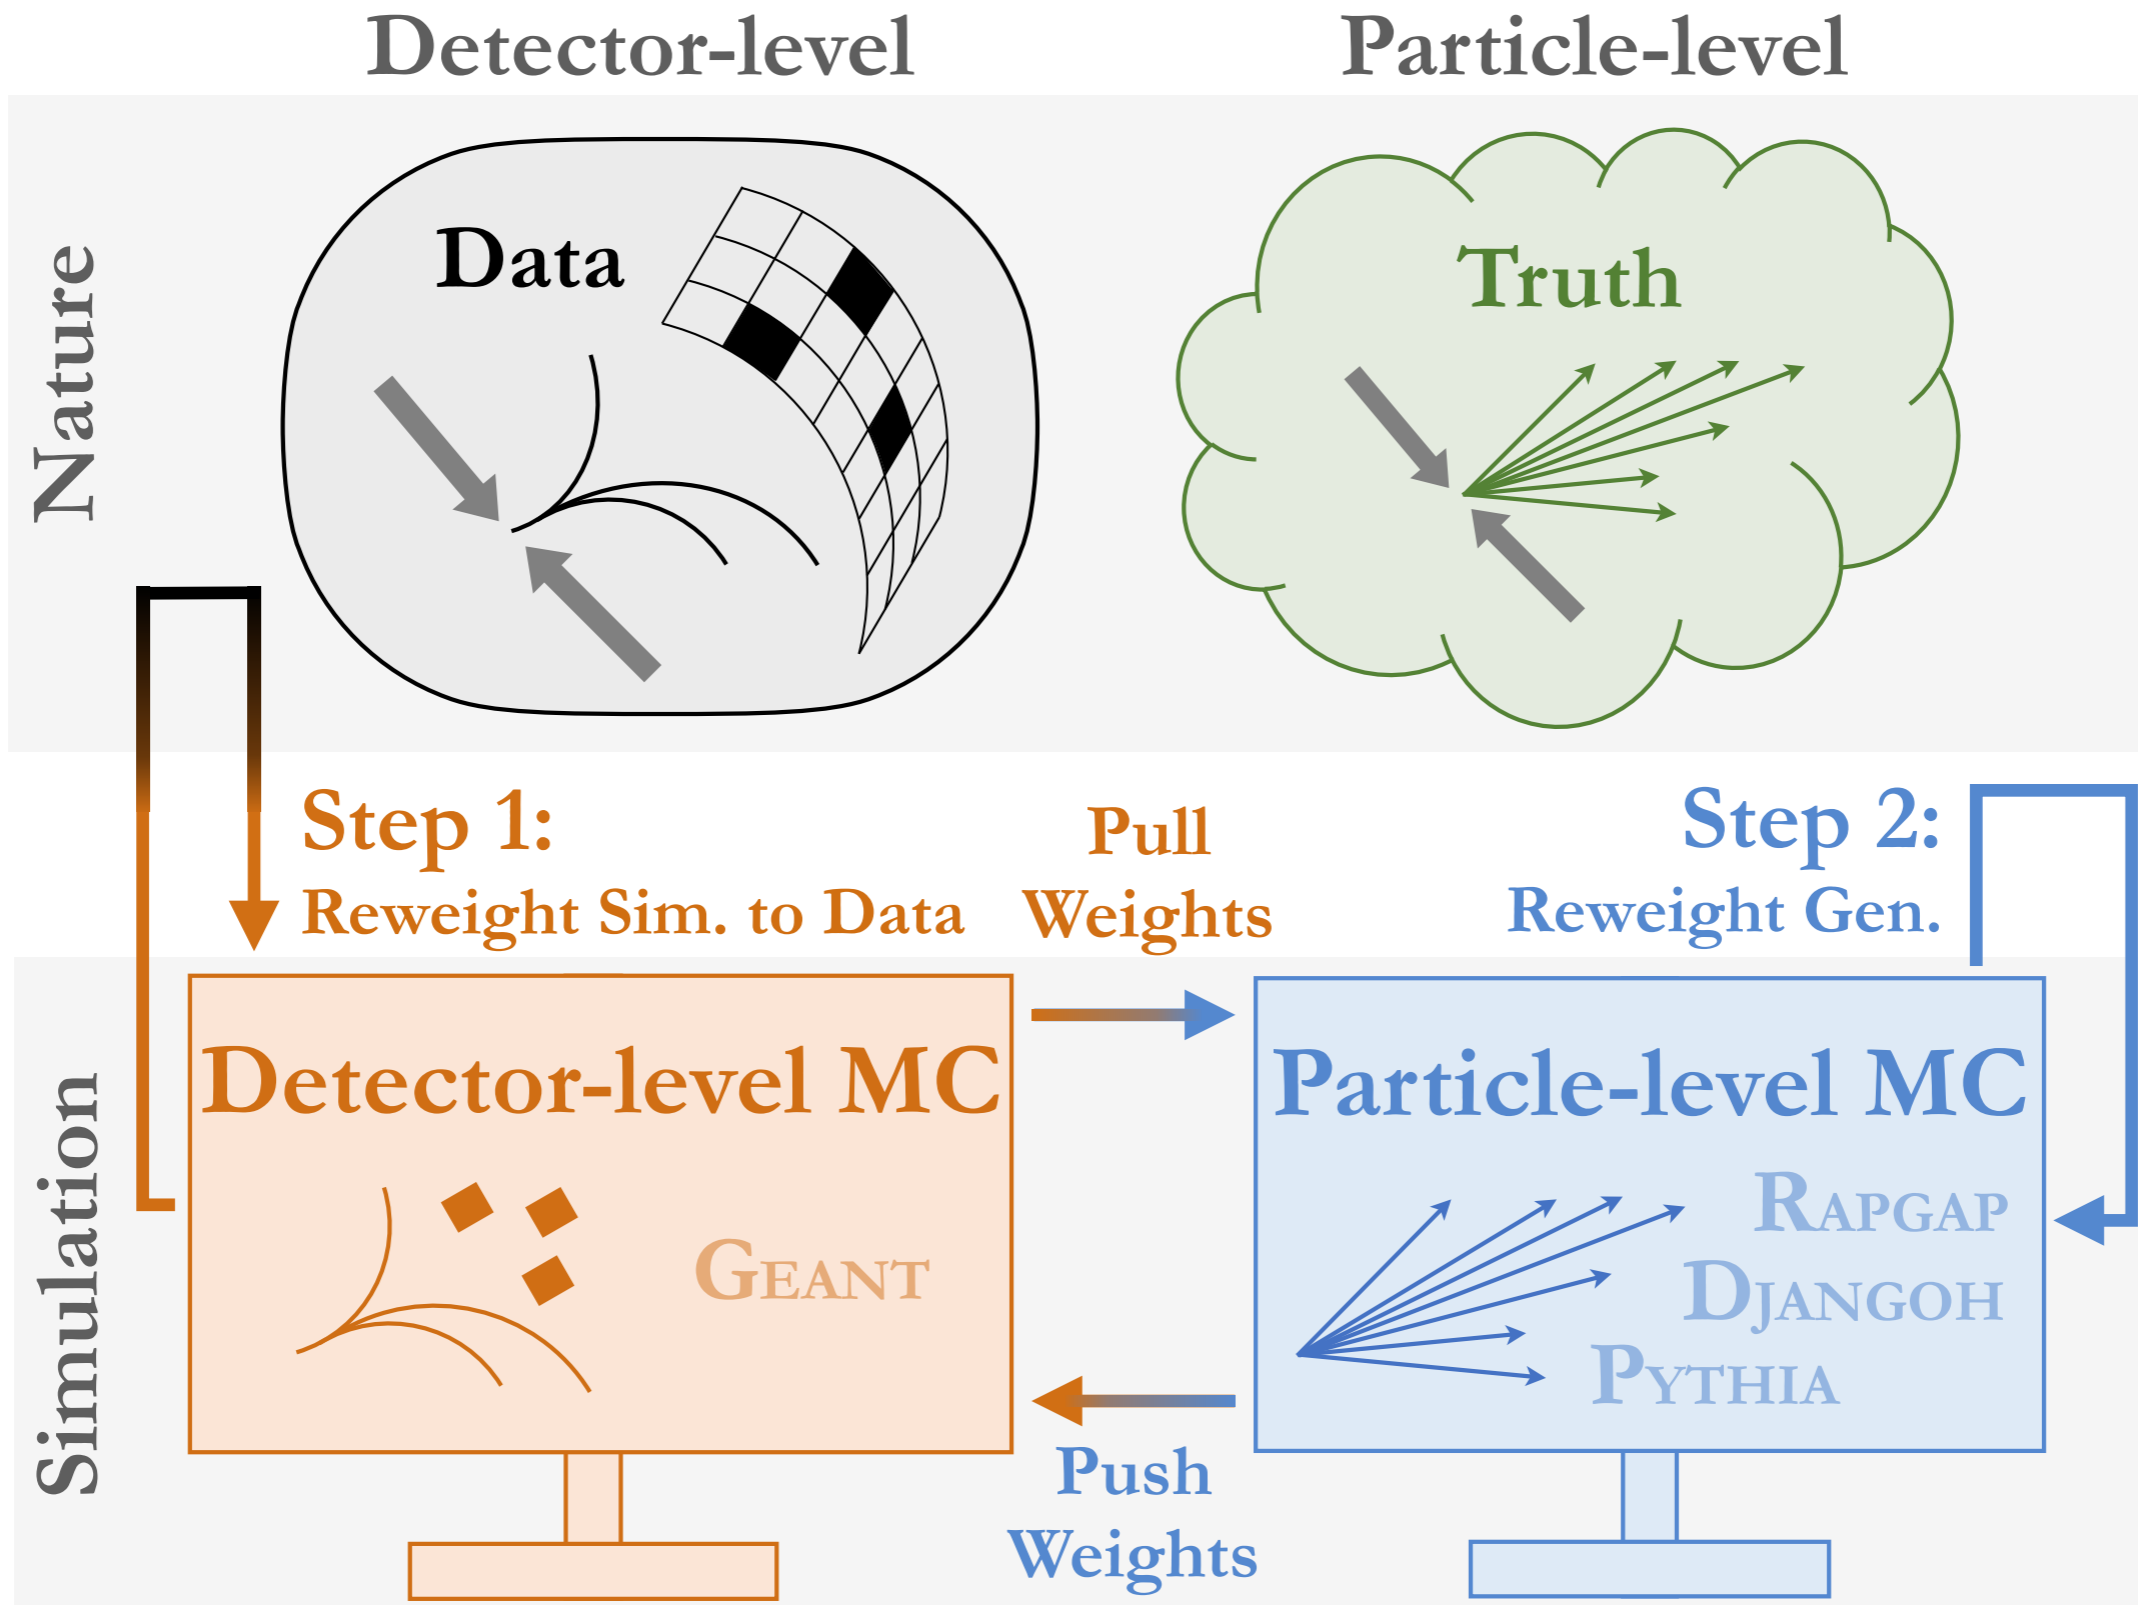 Detector-level
Particle-level
Nature
Data
Truth
Step 1:
Reweight Sim. to Data
Pull
Weights
Step 2:
Reweight Gen.
Simulation
Detector-level MC
GEANT
Particle-level MC
RAPGAP
DJANGOH
PYTHIA
Push
Weights